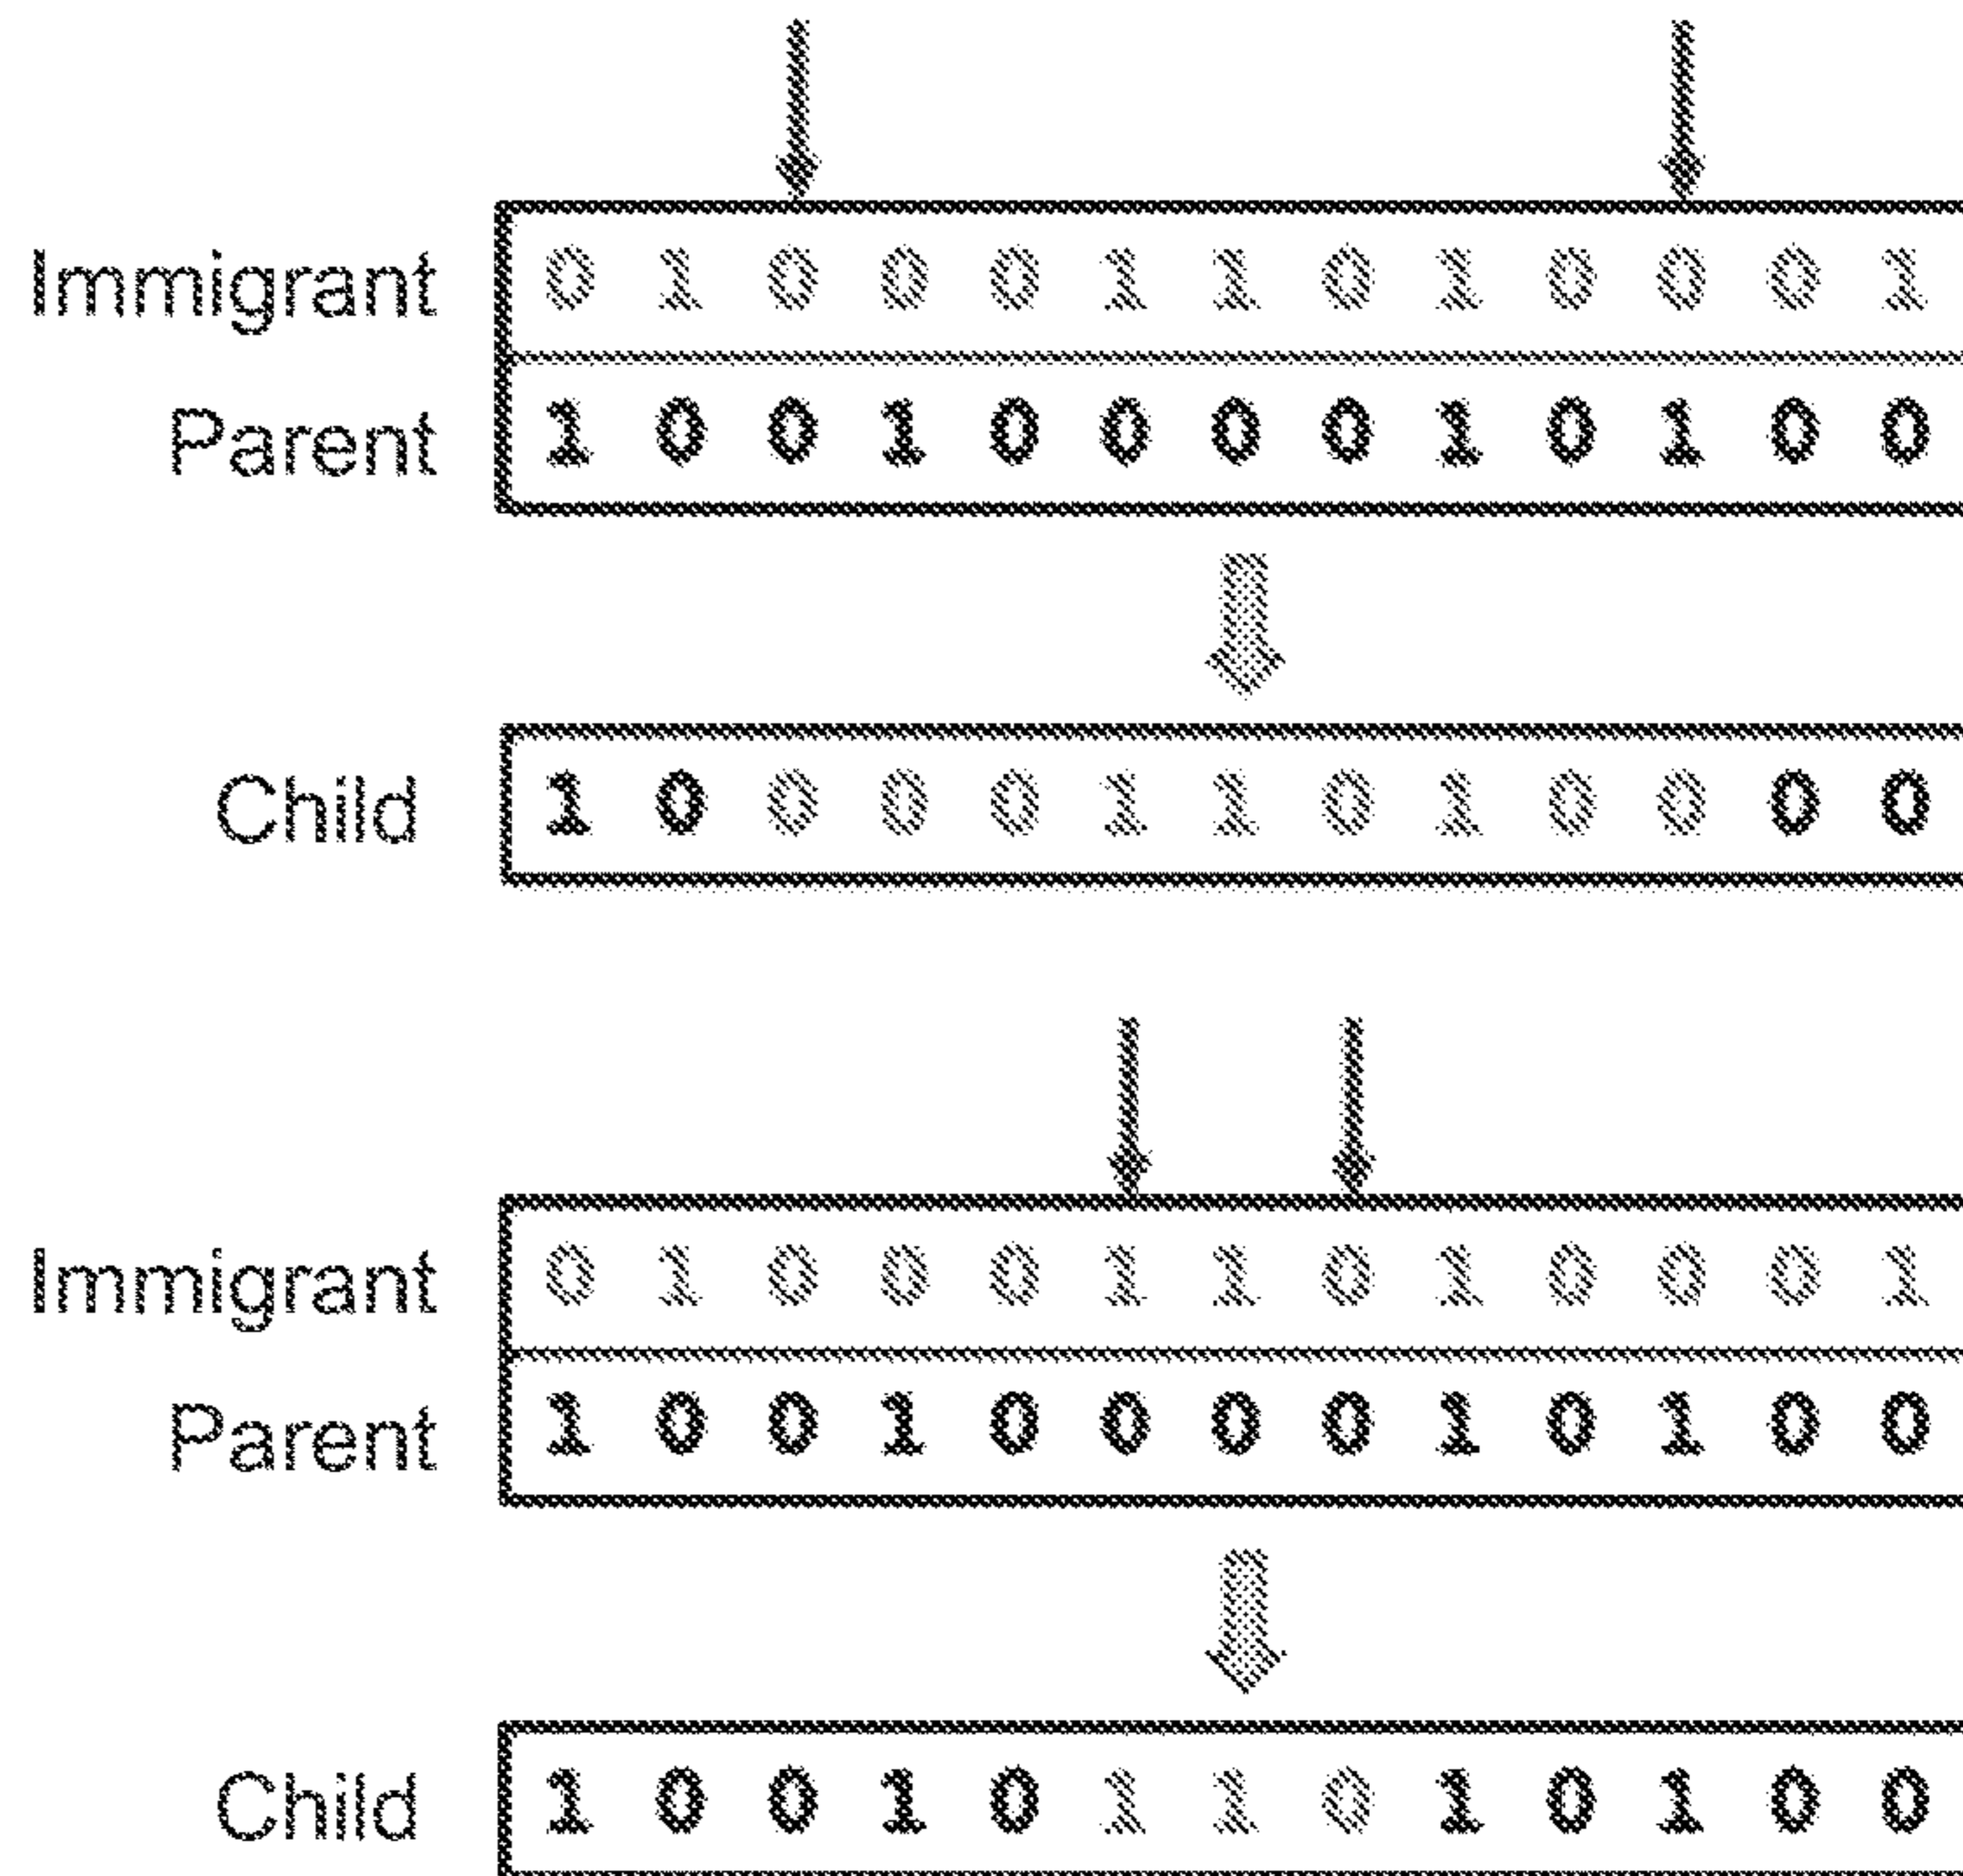 Immigrant 0 1 0 0 0 1 1 0 1 0 0 0 1
Parent 1 0 0 1 0 0 0 0 1 0 1 0 0
Child 1 0 0 0 0 1 1 0 1 0 0 0 0
Immigrant 0 1 0 0 0 1 1 0 1 0 0 0 1
Parent 1 0 0 1 0 0 0 0 1 0 1 0 0
Child 1 0 0 1 0 1 1 0 1 0 1 0 0